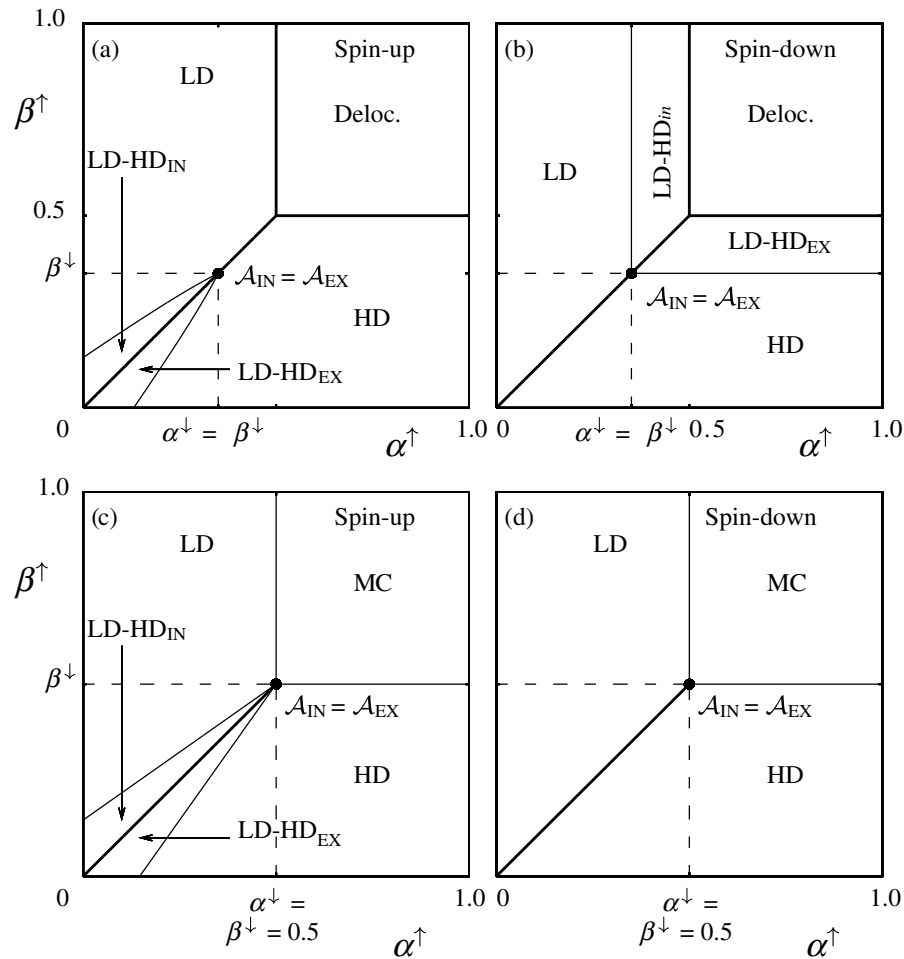 1.0
(a)
Spin-up
LD
β↑
Deloc.
LD-HD_IN
0.5
β↓
𝒜_IN = 𝒜_EX
HD
LD-HD_EX
0
α↓ = β↓
α↑
1.0
(b)
Spin-down
LD
LD-HD_in
Deloc.
LD-HD_EX
𝒜_IN = 𝒜_EX
HD
0
α↓ = β↓ 0.5
α↑
1.0
1.0
(c)
Spin-up
LD
β↑
MC
LD-HD_IN
β↓
𝒜_IN = 𝒜_EX
HD
LD-HD_EX
0
α↓ =
β↓ = 0.5
α↑
1.0
(d)
Spin-down
LD
MC
𝒜_IN = 𝒜_EX
HD
0
α↓ =
β↓ = 0.5
α↑
1.0